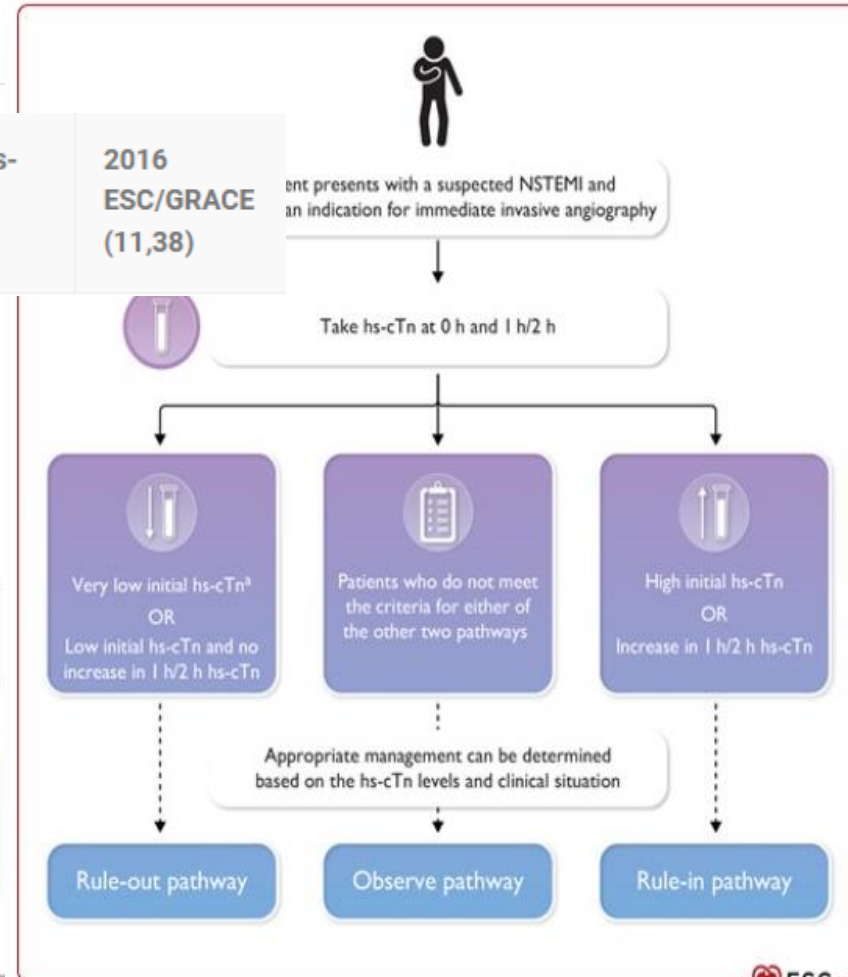 s-
2016
ESC/GRACE
(11,38)
ent presents with a suspected NSTEMI and
an indication for immediate invasive angiography
Take hs-cTn at 0 h and 1 h/2 h
Very low initial hs-cTnª
OR
Low initial hs-cTn and no
increase in 1 h/2 h hs-cTn
Patients who do not meet
the criteria for either of
the other two pathways
High initial hs-cTn
OR
Increase in 1 h/2 h hs-cTn
Appropriate management can be determined
based on the hs-cTn levels and clinical situation
Rule-out pathway
Observe pathway
Rule-in pathway
ESC